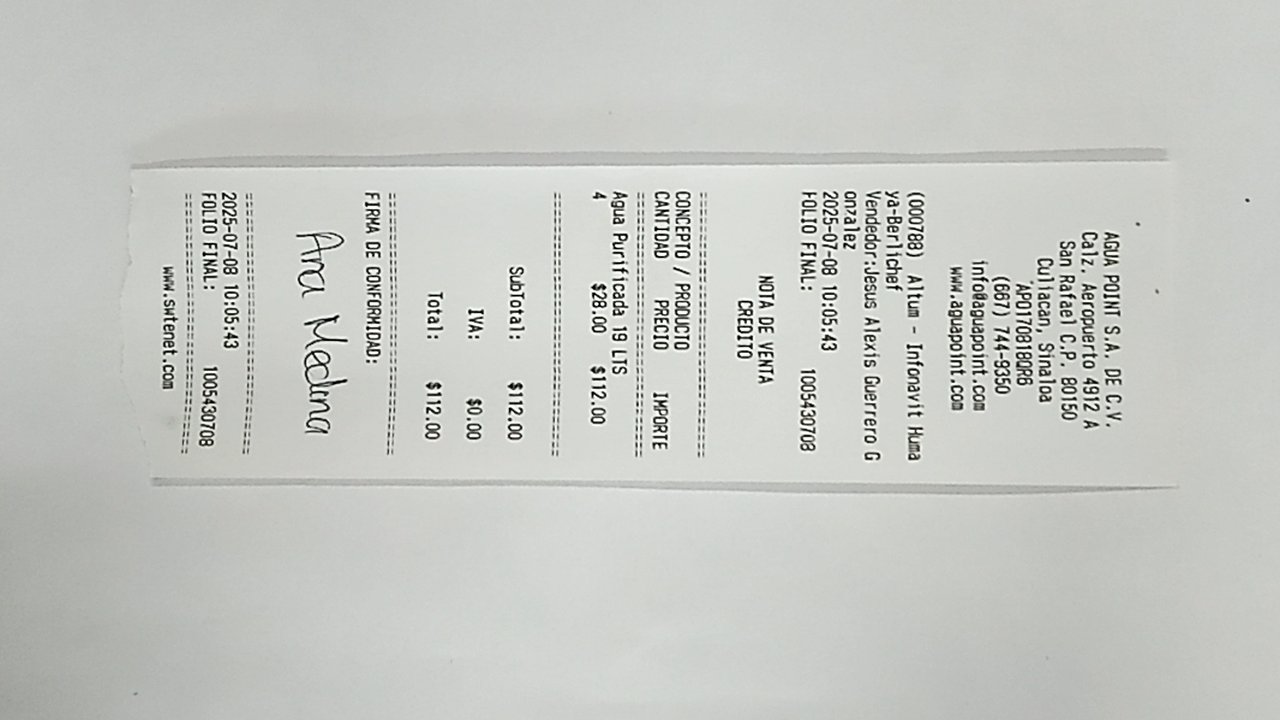 AGUA POINT S.A. DE C.V.
Calz. Aeropuerto 4912 A
San Rafael C.P. 80150
Culiacan, Sinaloa
APO170818QR6
(667) 744-9350
info@aguapoint.com
www.aguapoint.com
(000788) Altum - Infonavit Huma
ya-Berlichef
Vendedor:Jesus Alexis Guerrero G
onzalez
2025-07-08 10:05:43
FOLIO FINAL: 1005430708
NOTA DE VENTA
CREDITO
================================
CONCEPTO / PRODUCTO
CANTIDAD PRECIO IMPORTE
================================
Agua Purificada 19 LTS
4 $28.00 $112.00
================================
SubTotal: $112.00
IVA: $0.00
Total: $112.00
================================
FIRMA DE CONFORMIDAD:
Ana Medina
================================
2025-07-08 10:05:43
FOLIO FINAL: 1005430708
================================
www.swtenet.com